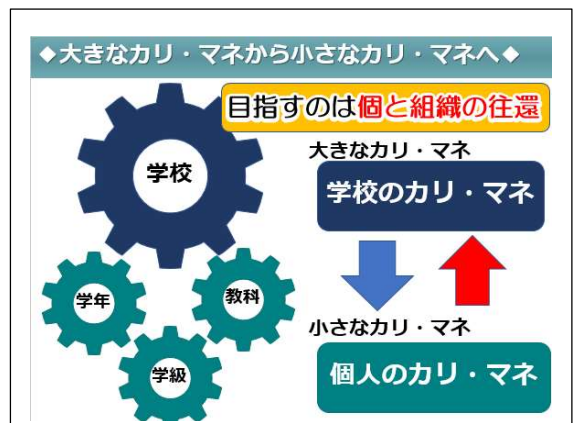 ◆大きなカリ・マネから小さなカリ・マネへ◆
目指すのは個と組織の往還
学校
大きなカリ・マネ
学校のカリ・マネ
学年
教科
学級
小さなカリ・マネ
個人のカリ・マネ